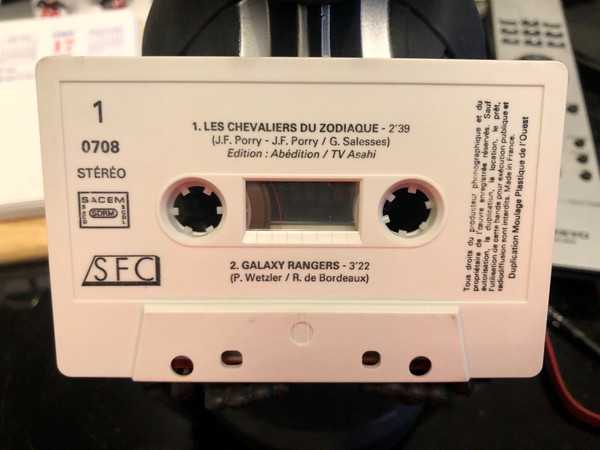 1
0708
STÉRÉO
SACEM
SDRM
SFC
1. LES CHEVALIERS DU ZODIAQUE - 2'39
(J.F. Porry - J.F. Porry / G. Salesses)
Edition : Abédition / TV Asahi
2. GALAXY RANGERS - 3'22
(P. Wetzler / R. de Bordeaux)
Tous droits du producteur phonographique et du
propriétaire de l'œuvre enregistrée réservés. Sauf
autorisation, la duplication, la location, le prêt,
l'utilisation de cette bande pour exécution publique et
radiodiffusion sont interdits. Made in France.
Duplication Moulage Plastique de l'Ouest
17